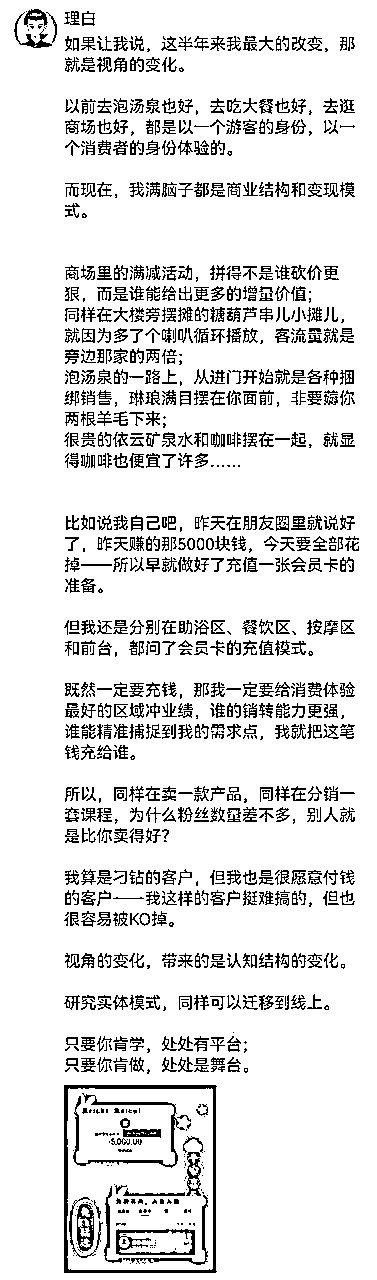 理白
如果让我说，这半年来我最大的改变，那
就是视角的变化。
以前去泡汤泉也好，去吃大餐也好，去逛
商场也好，都是以一个游客的身份，以一
个消费者的身份体验的。
而现在，我满脑子都是商业结构和变现模
式。
商场里的满减活动，拼得不是谁砍价更
狠，而是谁能给出更多的增量价值；
同样在大楼旁摆摊的糖葫芦串儿小摊儿，
就因为多了个喇叭循环播放，客流量就是
旁边那家的两倍；
泡汤泉的一路上，从进门开始就是各种捆
绑销售，琳琅满目摆在你面前，非要薅你
两根羊毛下来；
很贵的依云矿泉水和咖啡摆在一起，就显
得咖啡也便宜了许多……
比如说我自己吧，昨天在朋友圈里就说好
了，昨天赚的那5000块钱，今天要全部花
掉——所以早就做好了充值一张会员卡的
准备。
但我还是分别在助浴区、餐饮区、按摩区
和前台，都问了会员卡的充值模式。
既然一定要充钱，那我一定要给消费体验
最好的区域冲业绩，谁的销转能力更强，
谁能精准捕捉到我的需求点，我就把这笔
钱充给谁。
所以，同样在卖一款产品，同样在分销一
套课程，为什么粉丝数量差不多，别人就
是比你卖得好？
我算是刁钻的客户，但我也是很愿意付钱
的客户——我这样的客户挺难搞的，但也
很容易被KO掉。
视角的变化，带来的是认知结构的变化。
研究实体模式，同样可以迁移到线上。
只要你肯学，处处有平台；
只要你肯做，处处是舞台。